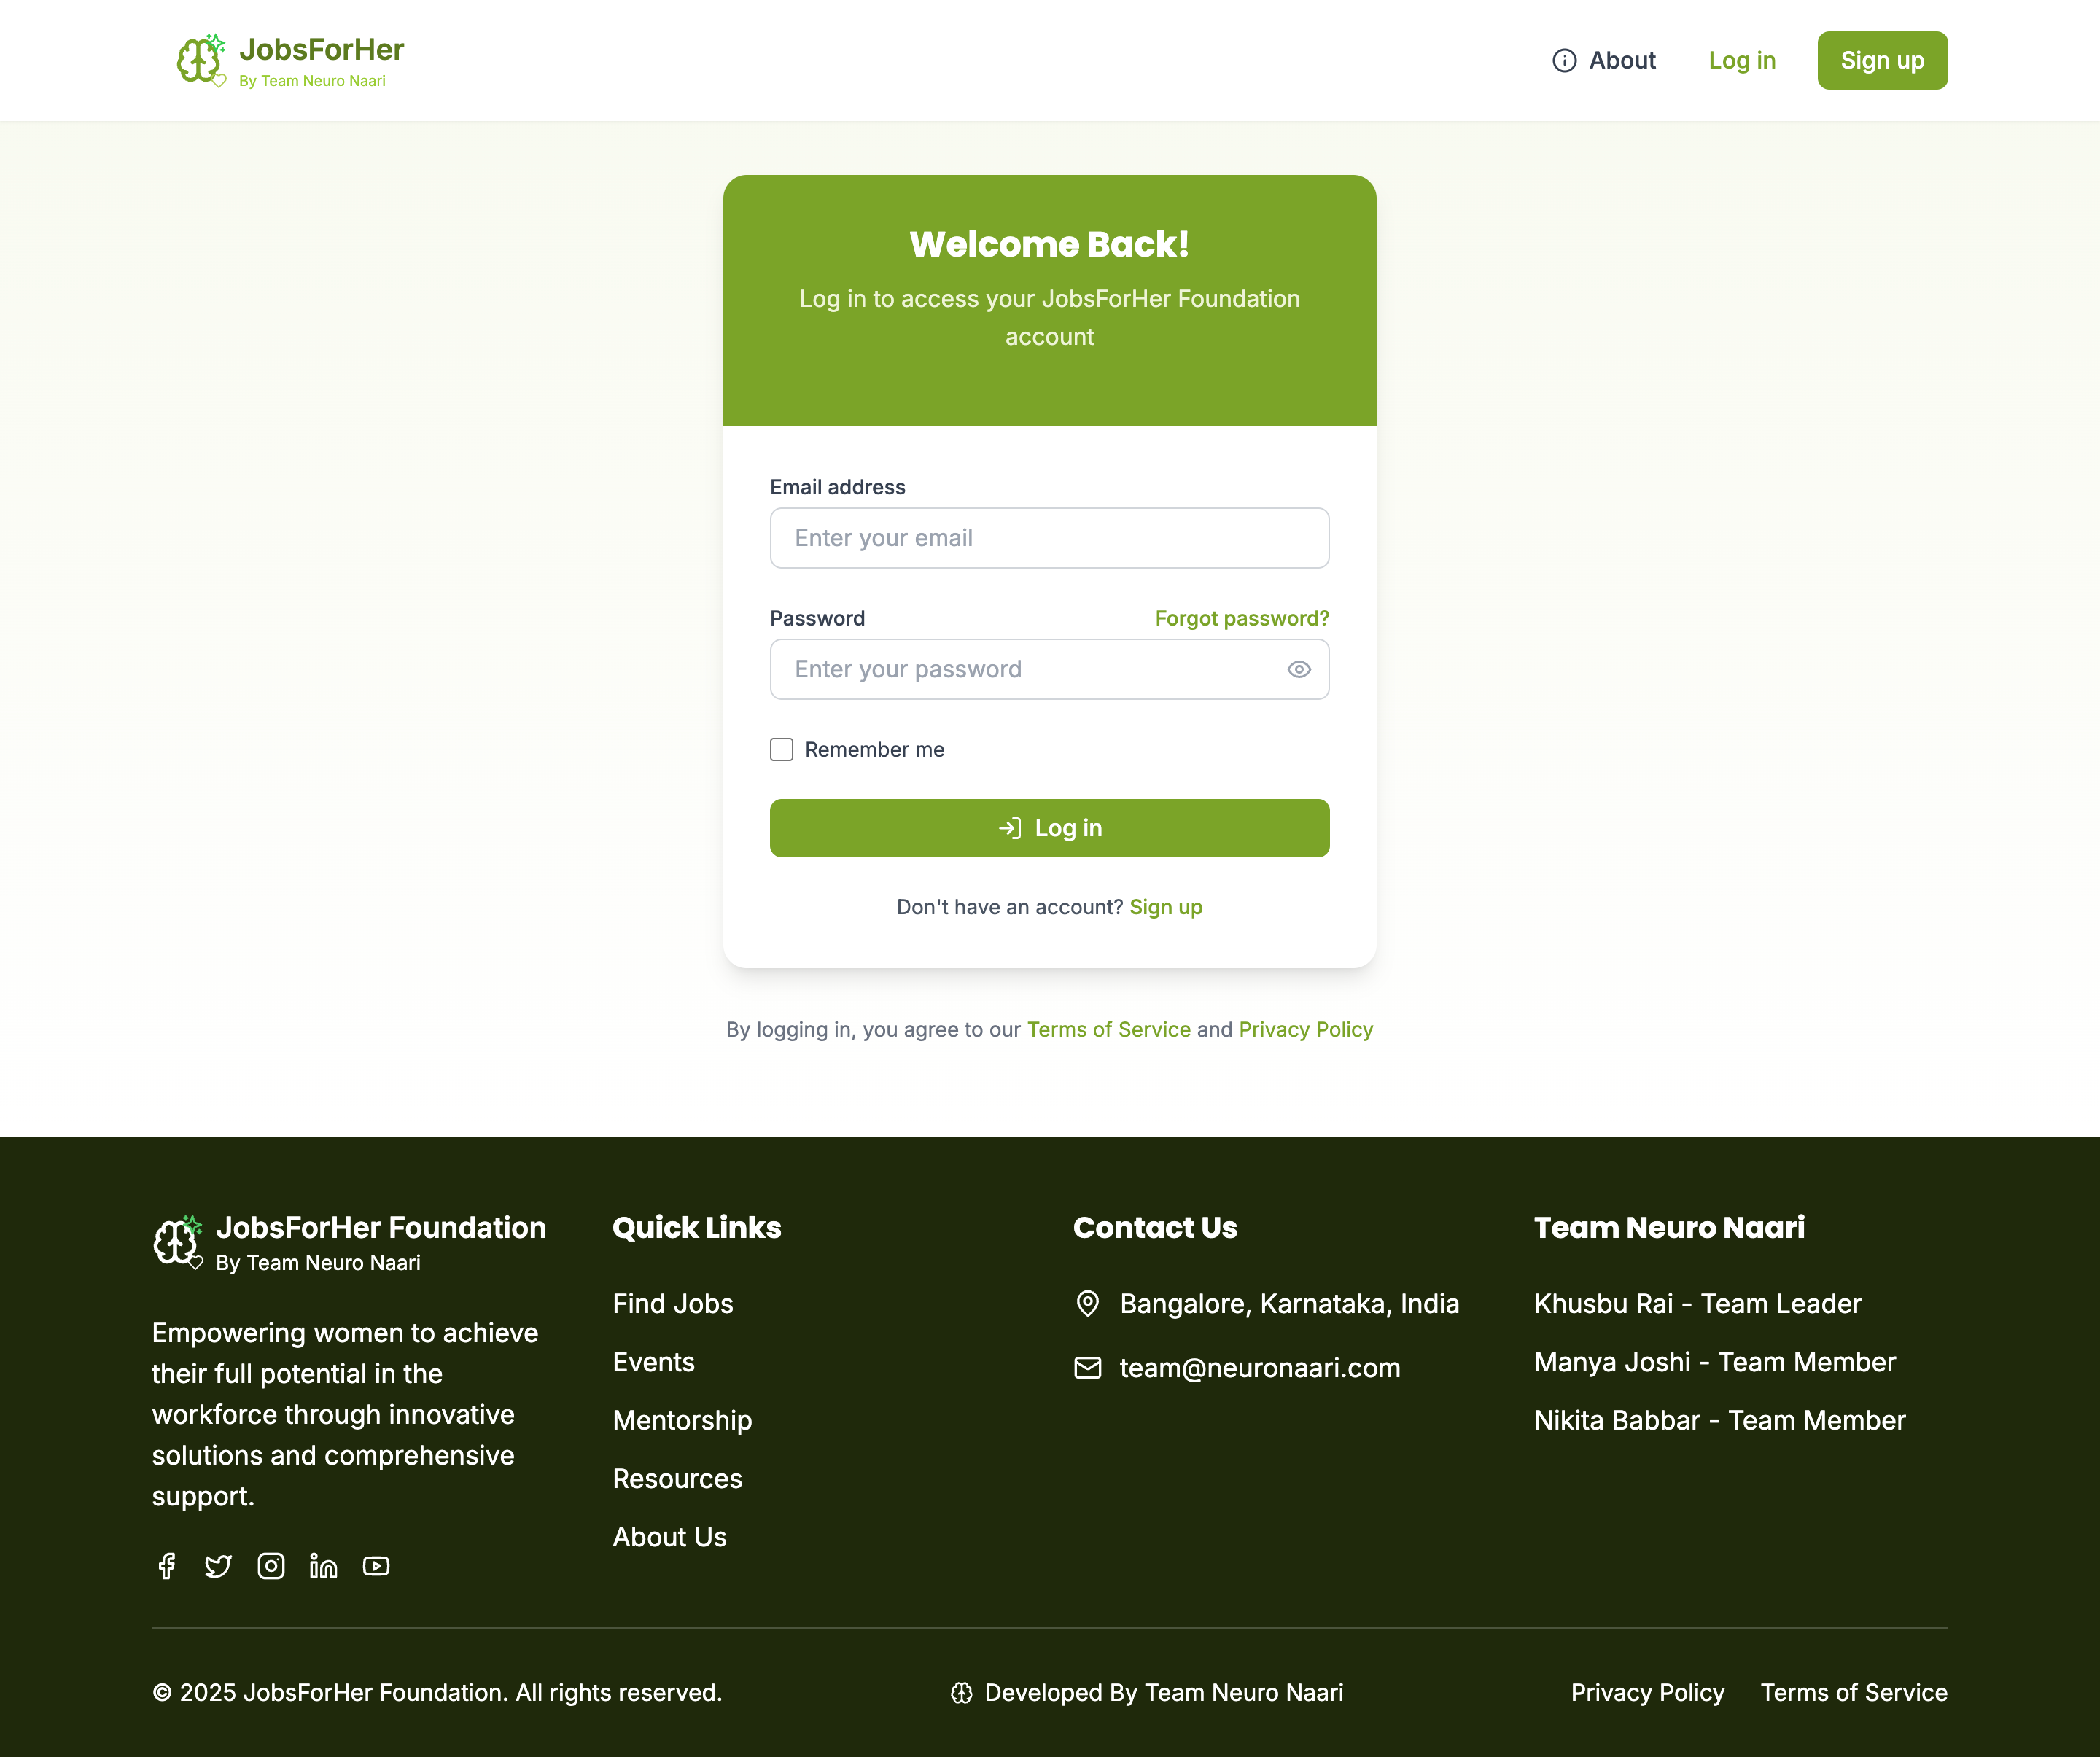 JobsForHer
By Team Neuro Naari
About
Log in
Sign up
Welcome Back!
Log in to access your JobsForHer Foundation
account
Email address
Enter your email
Password
Forgot password?
Enter your password
Remember me
Log in
Don't have an account? Sign up
By logging in, you agree to our Terms of Service and Privacy Policy
JobsForHer Foundation
By Team Neuro Naari
Empowering women to achieve
their full potential in the
workforce through innovative
solutions and comprehensive
support.
Quick Links
Find Jobs
Events
Mentorship
Resources
About Us
Contact Us
Bangalore, Karnataka, India
team@neuronaari.com
Team Neuro Naari
Khusbu Rai - Team Leader
Manya Joshi - Team Member
Nikita Babbar - Team Member
© 2025 JobsForHer Foundation. All rights reserved.
Developed By Team Neuro Naari
Privacy Policy
Terms of Service